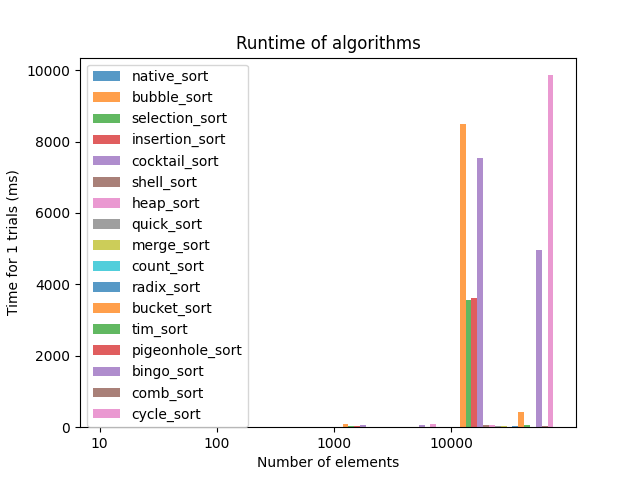 Runtime of algorithms
Time for 1 trials (ms)
10000
8000
6000
4000
2000
0
native_sort
bubble_sort
selection_sort
insertion_sort
cocktail_sort
shell_sort
heap_sort
quick_sort
merge_sort
count_sort
radix_sort
bucket_sort
tim_sort
pigeonhole_sort
bingo_sort
comb_sort
cycle_sort
10 100 1000 10000
Number of elements